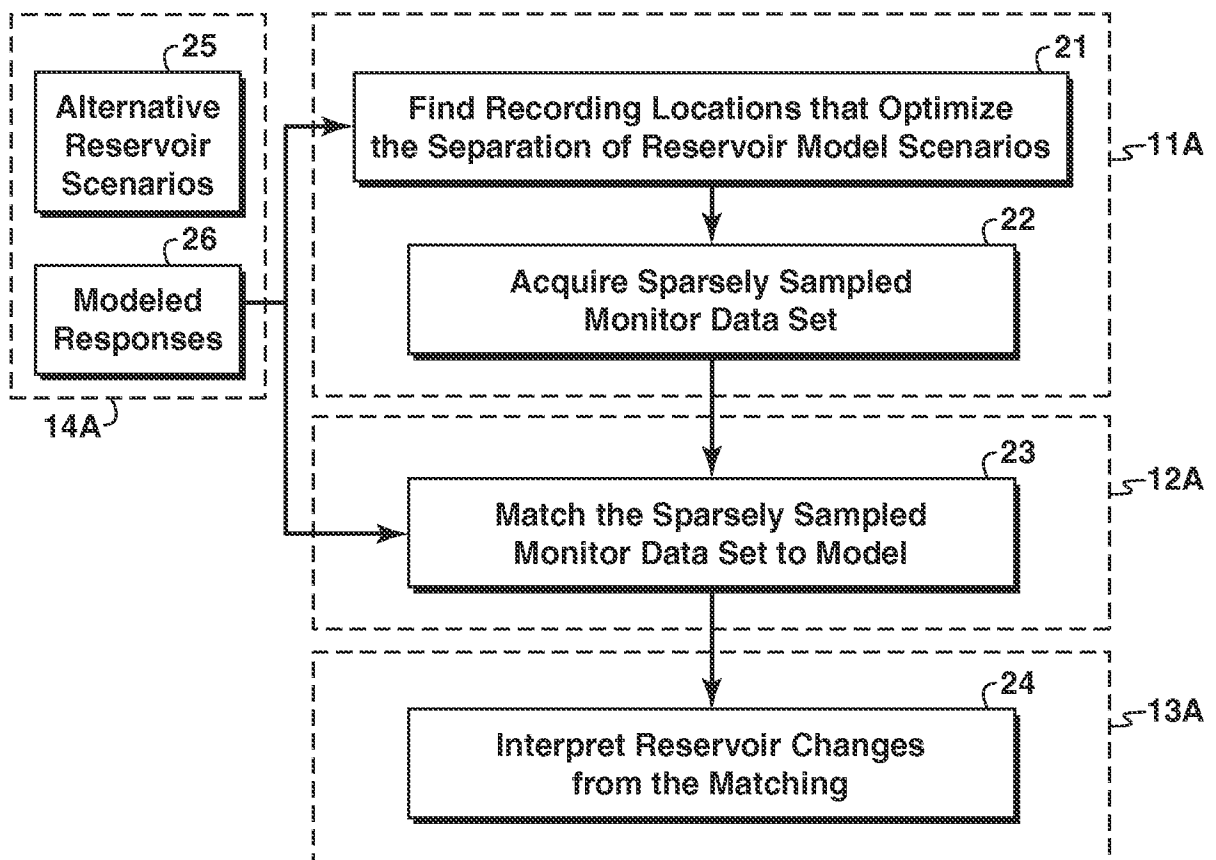 25
Alternative
Reservoir
Scenarios
26
Modeled
Responses
14A
21
Find Recording Locations that Optimize
the Separation of Reservoir Model Scenarios
11A
22
Acquire Sparsely Sampled
Monitor Data Set
23
Match the Sparsely Sampled
Monitor Data Set to Model
12A
24
Interpret Reservoir Changes
from the Matching
13A